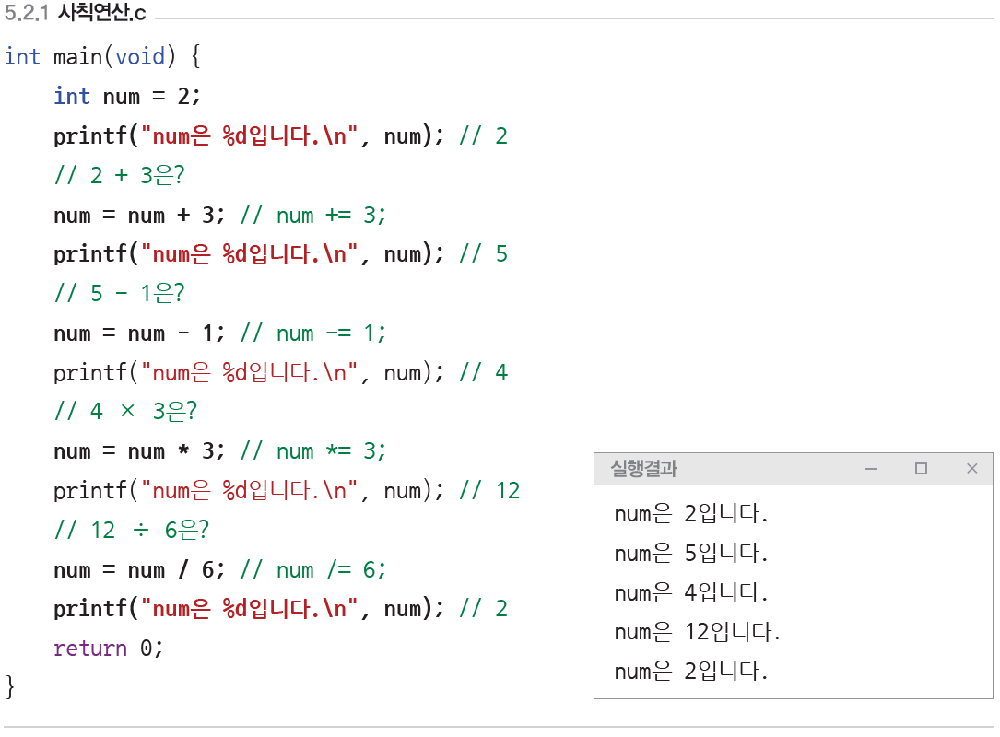 5.2.1 사칙연산.c
int main(void) {
    int num = 2;
    printf("num은 %d입니다.\n", num); // 2
    // 2 + 3은?
    num = num + 3; // num += 3;
    printf("num은 %d입니다.\n", num); // 5
    // 5 - 1은?
    num = num - 1; // num -= 1;
    printf("num은 %d입니다.\n", num); // 4
    // 4 × 3은?
    num = num * 3; // num *= 3;
    printf("num은 %d입니다.\n", num); // 12
    // 12 ÷ 6은?
    num = num / 6; // num /= 6;
    printf("num은 %d입니다.\n", num); // 2
    return 0;
}
실행결과
num은 2입니다.
num은 5입니다.
num은 4입니다.
num은 12입니다.
num은 2입니다.